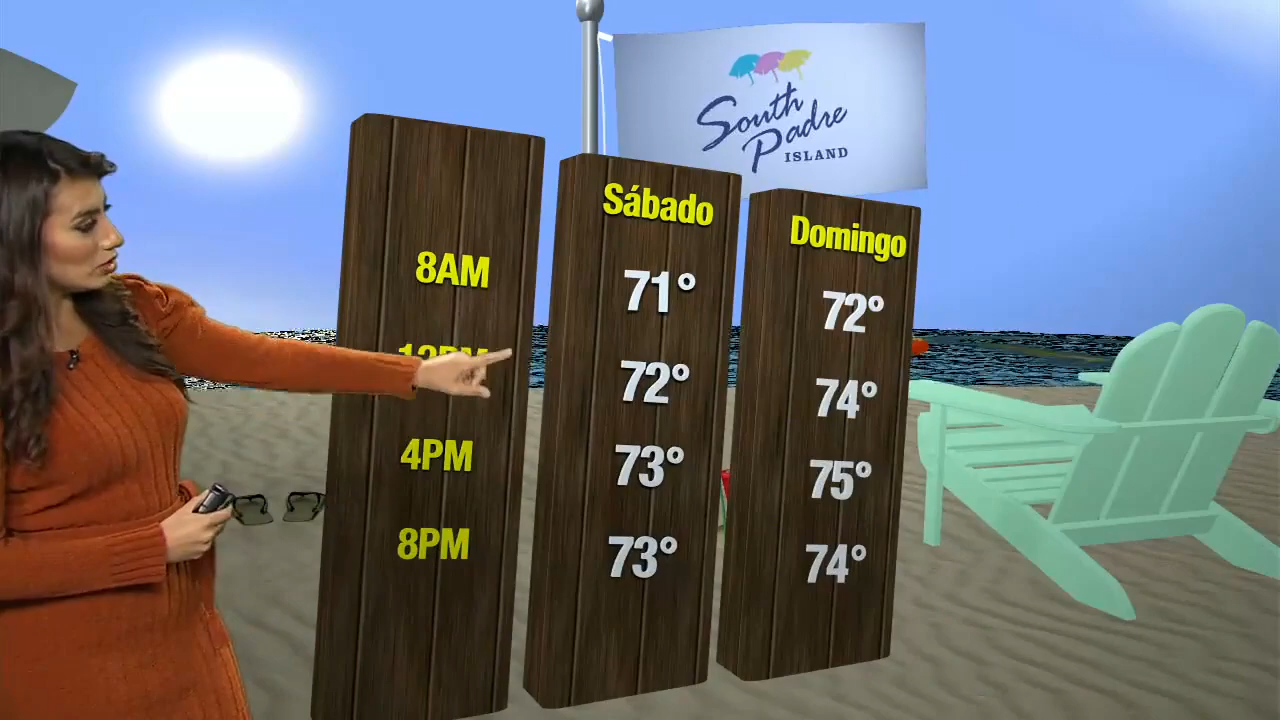 South
Padre
ISLAND
Sábado
Domingo
8AM
71°
72°
72°
74°
4PM
73°
75°
8PM
73°
74°